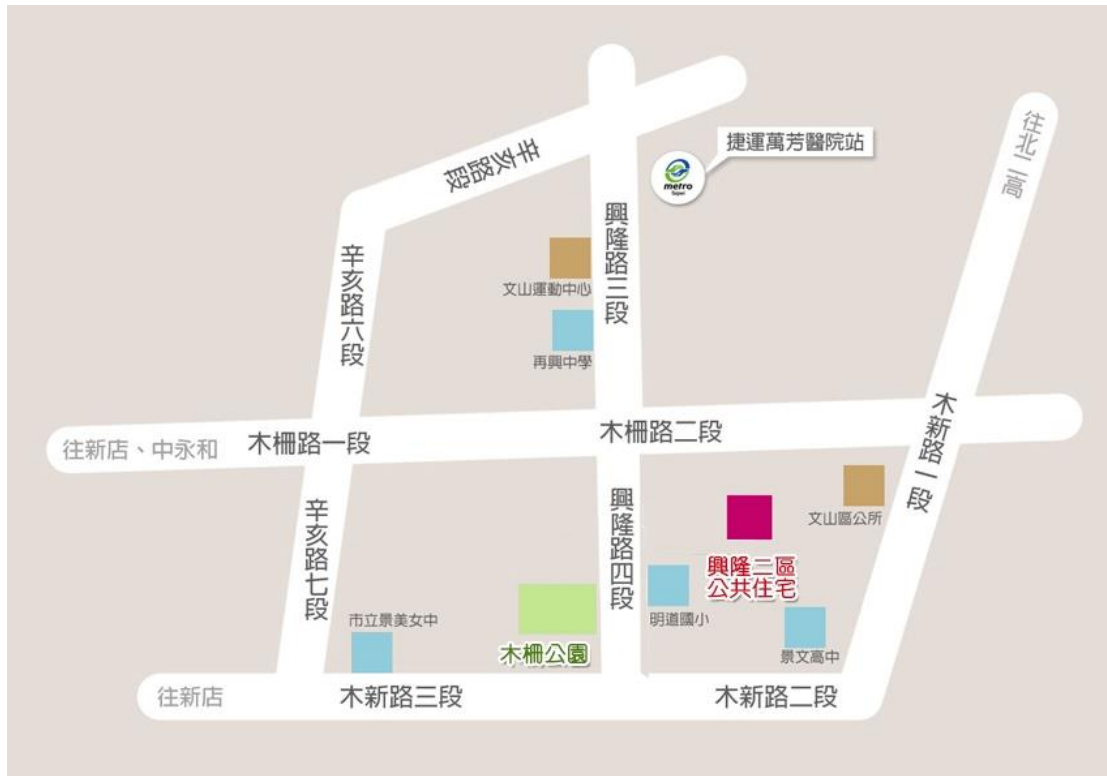 捷運萬芳醫院站
metro
Taipei
往北二高
辛亥路段
興隆路三段
辛亥路六段
文山運動中心
再興中學
木新路一段
木柵路二段
木柵路一段
往新店、中永和
文山區公所
興隆路四段
辛亥路七段
興隆二區
公共住宅
明道國小
市立景美女中
木柵公園
景文高中
往新店
木新路三段
木新路二段